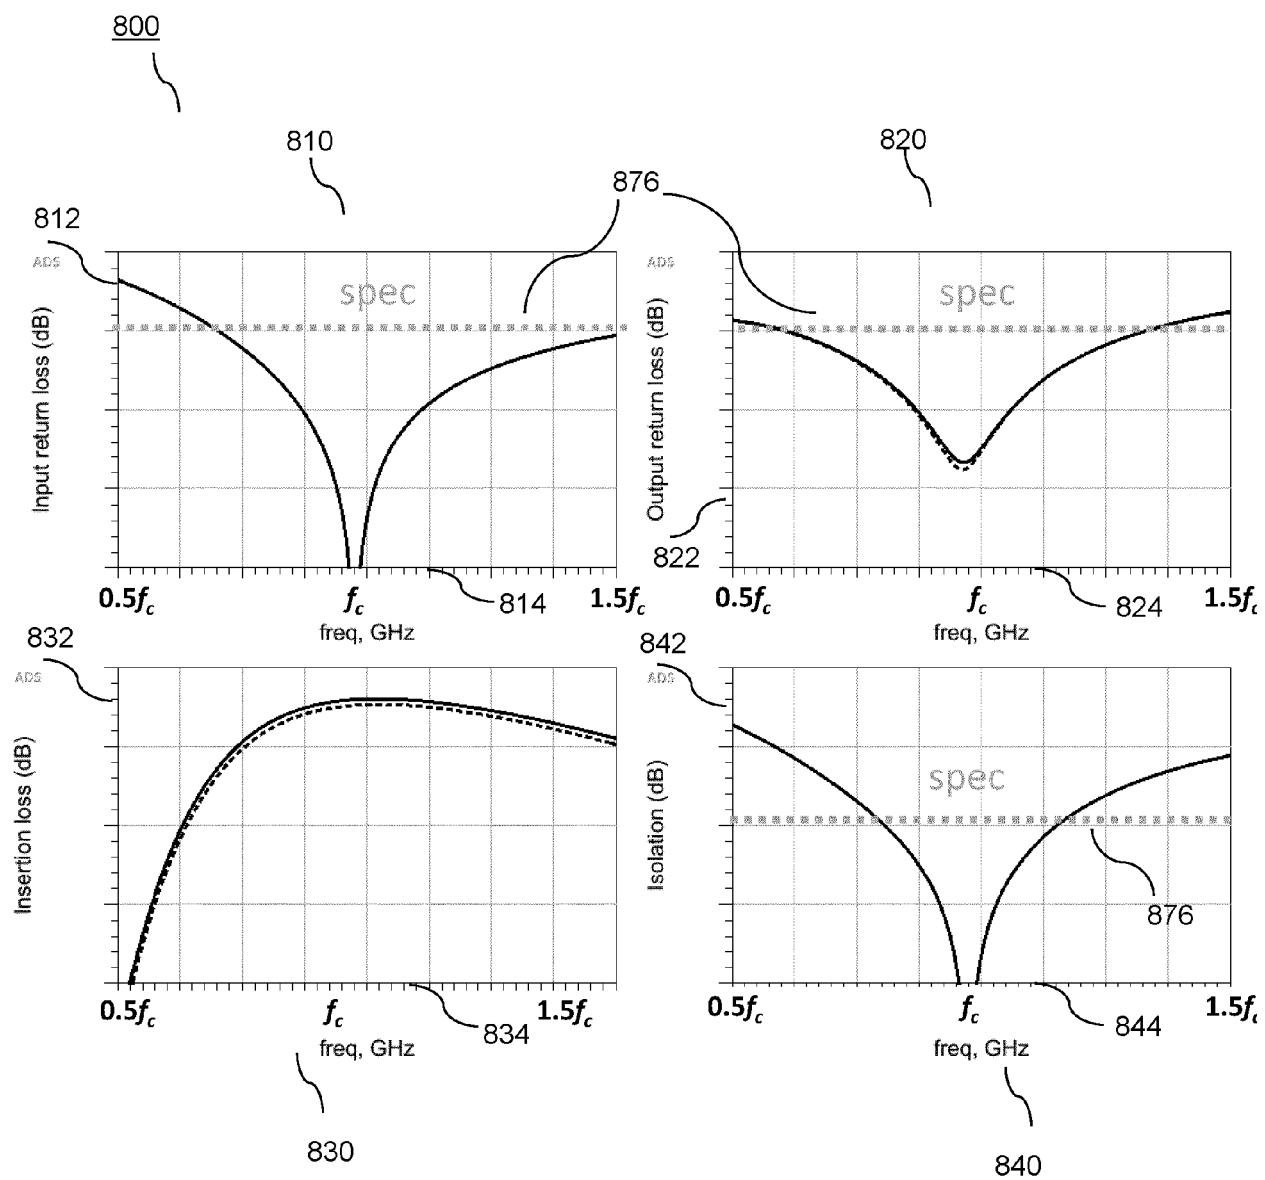 800
810
820
876
812
ADS
spec
Input return loss (dB)
0.5fc
fc
1.5fc
814
freq, GHz
ADS
spec
Output return loss (dB)
822
0.5fc
fc
1.5fc
824
freq, GHz
832
ADS
Insertion loss (dB)
0.5fc
fc
1.5fc
834
freq, GHz
830
842
ADS
spec
Isolation (dB)
876
0.5fc
fc
1.5fc
844
freq, GHz
840